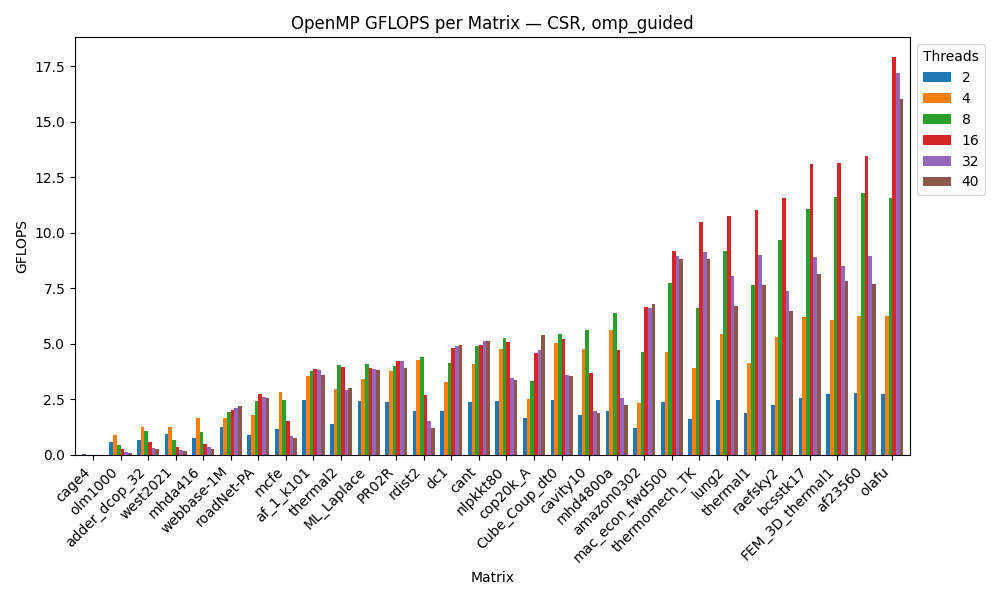 OpenMP GFLOPS per Matrix — CSR, omp_guided
Threads
2
4
8
16
32
40
GFLOPS
17.5
15.0
12.5
10.0
7.5
5.0
2.5
0.0
cage4
olm1000
adder_dcop_32
west2021
mhda416
webbase-1M
roadNet-PA
mcfe
af_1_k101
thermal2
ML_Laplace
PR02R
rdist2
dc1
cant
nlpkkt80
cop20k_A
Cube_Coup_dt0
cavity10
mhd4800a
amazon0302
mac_econ_fwd500
thermomech_TK
lung2
thermal1
raefsky2
bcsstk17
FEM_3D_thermal1
af23560
olafu
Matrix